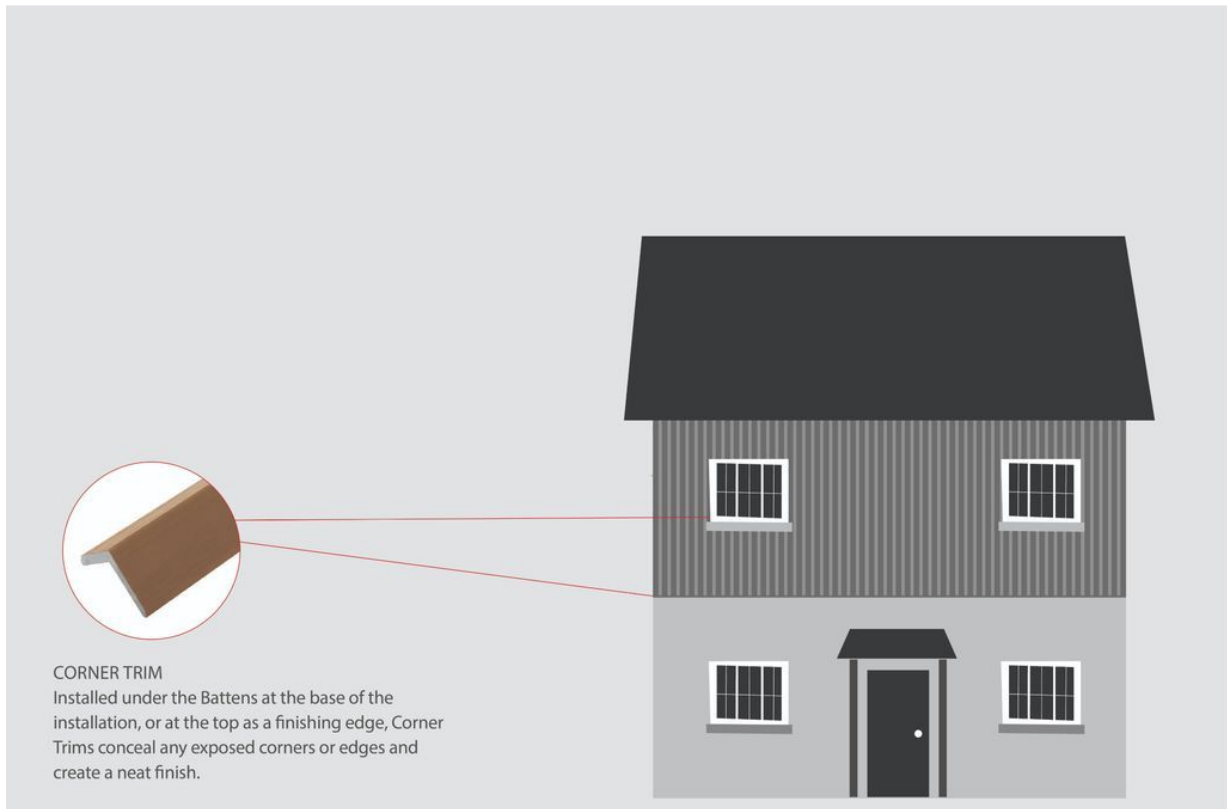 CORNER TRIM
Installed under the Battens at the base of the
installation, or at the top as a finishing edge, Corner
Trims conceal any exposed corners or edges and
create a neat finish.